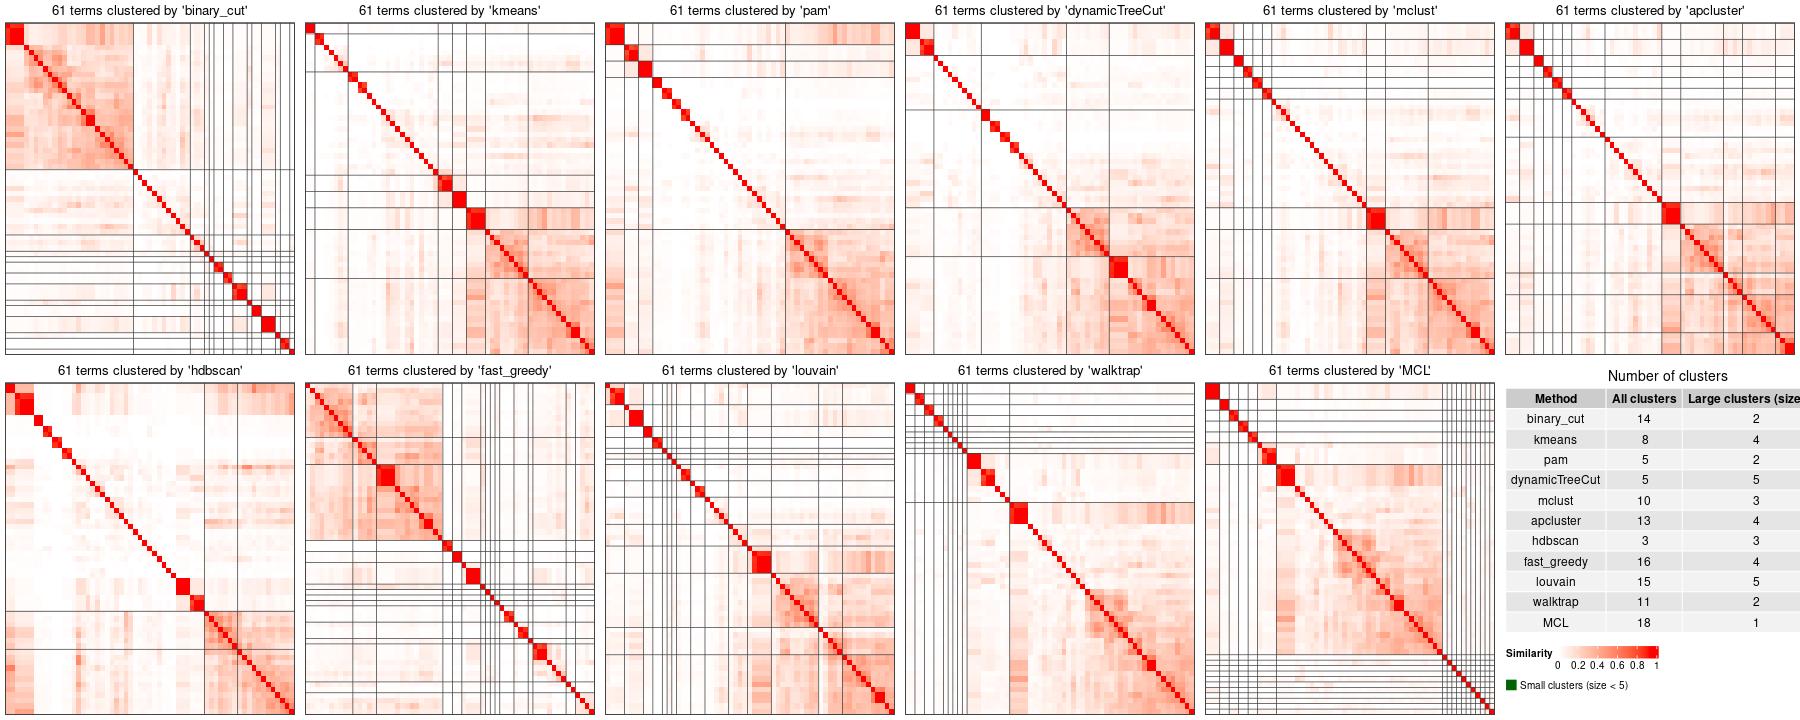 61 terms clustered by 'binary_cut'
61 terms clustered by 'kmeans'
61 terms clustered by 'pam'
61 terms clustered by 'dynamicTreeCut'
61 terms clustered by 'mclust'
61 terms clustered by 'apcluster'
61 terms clustered by 'hdbscan'
61 terms clustered by 'fast_greedy'
61 terms clustered by 'louvain'
61 terms clustered by 'walktrap'
61 terms clustered by 'MCL'
Number of clusters
Method All clusters Large clusters (size
binary_cut 14 2
kmeans 8 4
pam 5 2
dynamicTreeCut 5 5
mclust 10 3
apcluster 13 4
hdbscan 3 3
fast_greedy 16 4
louvain 15 5
walktrap 11 2
MCL 18 1
Similarity
0 0.2 0.4 0.6 0.8 1
Small clusters (size < 5)